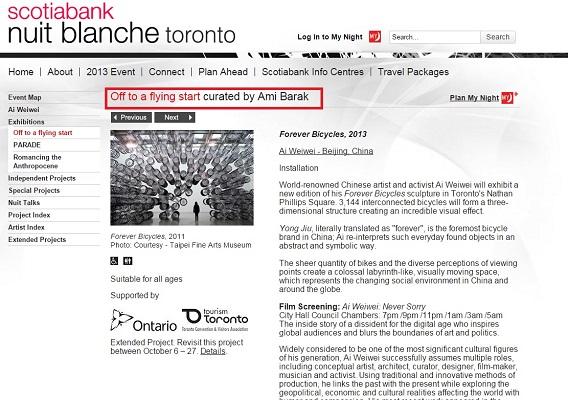 scotiabank
nuit blanche toronto
Log In to My Night MY
Search...
Search
Home | About | 2013 Event | Connect | Plan Ahead | Scotiabank Info Centres | Travel Packages
Event Map
Ai Weiwei
Exhibitions
Off to a flying start
PARADE
Romancing the
Anthropocene
Independent Projects
Special Projects
Nuit Talks
Project Index
Artist Index
Extended Projects
Off to a flying start curated by Ami Barak
Plan My Night MY
Previous
Next
Forever Bicycles, 2011
Photo: Courtesy - Taipei Fine Arts Museum
Suitable for all ages
Supported by
Ontario
tourism
Toronto
Toronto Convention & Visitors Association
Extended Project. Revisit this project
between October 6 – 27. Details.
Forever Bicycles, 2013
Ai Weiwei - Beijing, China
Installation
World-renowned Chinese artist and activist Ai Weiwei will exhibit a
new edition of his Forever Bicycles sculpture in Toronto's Nathan
Phillips Square. 3,144 interconnected bicycles will form a three-
dimensional structure creating an incredible visual effect.
Yong Jiu, literally translated as "forever", is the foremost bicycle
brand in China; Ai re-interprets such everyday found objects in an
abstract and symbolic way.
The sheer quantity of bikes and the diverse perceptions of viewing
points create a colossal labyrinth-like, visually moving space,
which represents the changing social environment in China and
around the globe.
Film Screening: Ai Weiwei: Never Sorry
City Hall Council Chambers: 7pm /9pm /11pm /1am /3am /5am
The inside story of a dissident for the digital age who inspires
global audiences and blurs the boundaries of art and politics.
Widely considered to be one of the most significant cultural figures
of his generation, Ai Weiwei successfully assumes multiple roles,
including conceptual artist, architect, curator, designer, film-maker,
musician and activist. Using traditional and innovative methods of
production, he links the past with the present while exploring the
geopolitical, economic and cultural realities affecting the world with